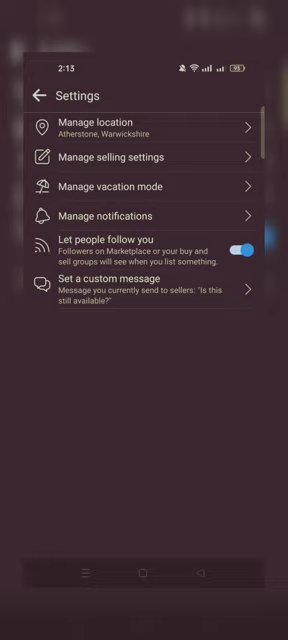 2:13
93
Settings
Manage location
Atherstone, Warwickshire
Manage selling settings
Manage vacation mode
Manage notifications
Let people follow you
Followers on Marketplace or your buy and
sell groups will see when you list something.
Set a custom message
Message you currently send to sellers: "Is this
still available?"